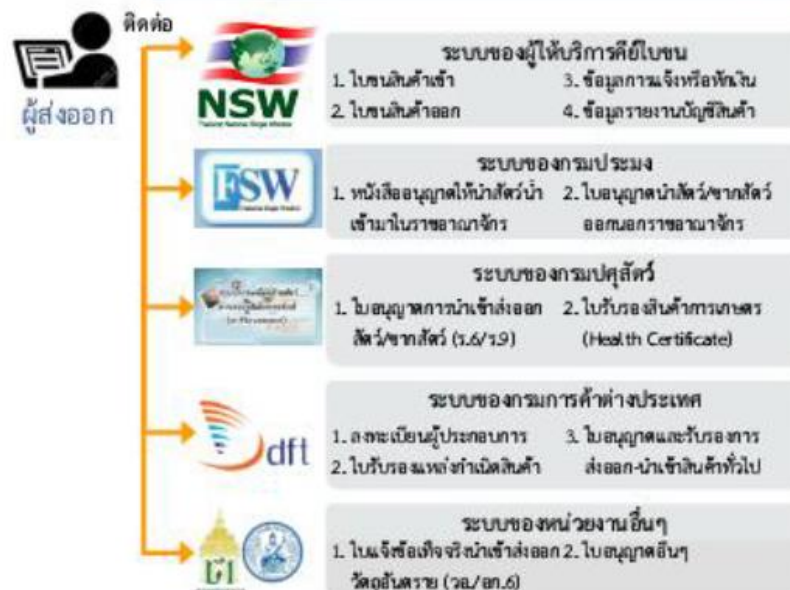 ติดต่อ
ผู้ส่งออก
NSW
ระบบของผู้ให้บริการคีย์ใบขน
1. ใบขนสินค้าเข้า 3. ข้อมูลการแจ้งหรือหักเงิน
2. ใบขนสินค้าออก 4. ข้อมูลรายงานบัญชีสินค้า
FSW
ระบบของกรมประมง
1. หนังสืออนุญาตให้นำสัตว์น้ำ 2. ใบอนุญาตนำสัตว์/ซากสัตว์
เข้ามาในราชอาณาจักร ออกนอกราชอาณาจักร
ระบบของกรมปศุสัตว์
1. ใบอนุญาตการนำเข้าส่งออก 2. ใบรับรองสินค้าการเกษตร
สัตว์/ซากสัตว์ (ร.6/ร.9) (Health Certificate)
ระบบของกรมการค้าต่างประเทศ
dft
1. ลงทะเบียนผู้ประกอบการ 3. ใบอนุญาตและรับรองการ
2. ใบรับรองแหล่งกำเนิดสินค้า ส่งออก-นำเข้าสินค้าทั่วไป
ระบบของหน่วยงานอื่นๆ
1. ใบแจ้งข้อเท็จจริงนำเข้าส่งออก 2. ใบอนุญาตอื่นๆ
วัตถุอันตราย (วอ./อก.6)